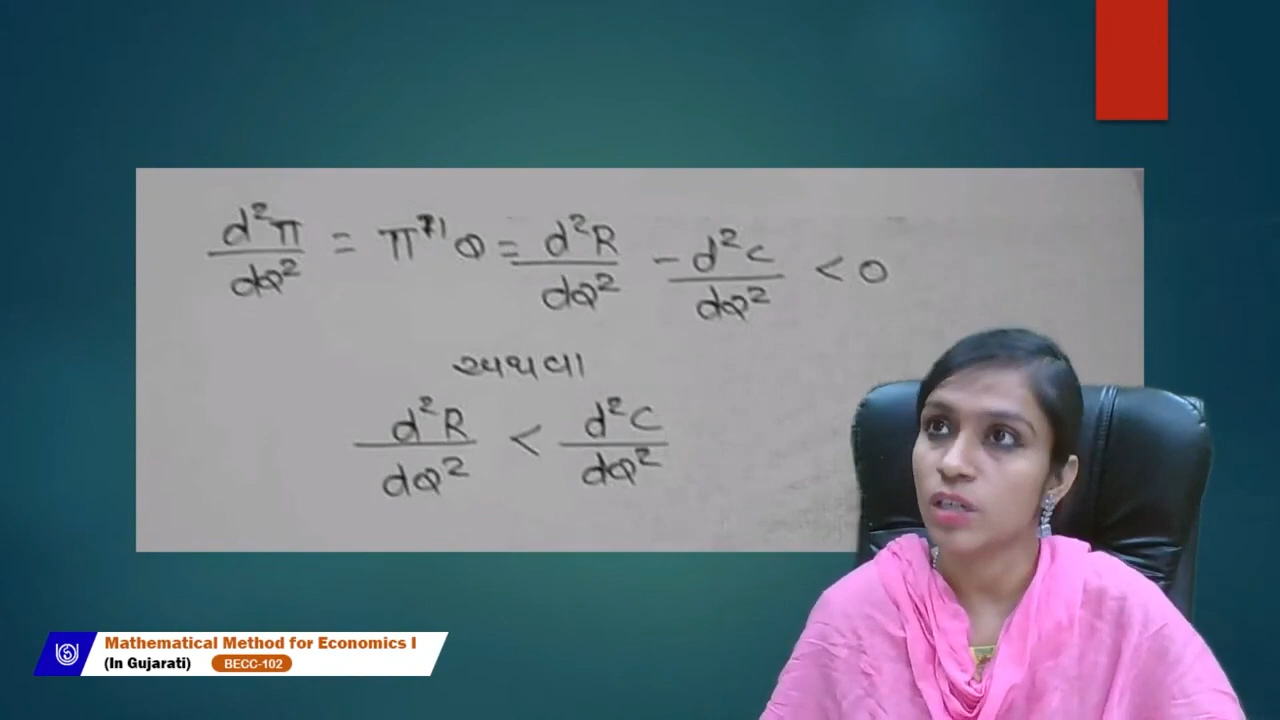 d²π/dQ² = π''Q = d²R/dQ² - d²C/dQ² < 0
અથવા
d²R/dQ² < d²C/dQ²
Mathematical Method for Economics I
(In Gujarati) BECC-102